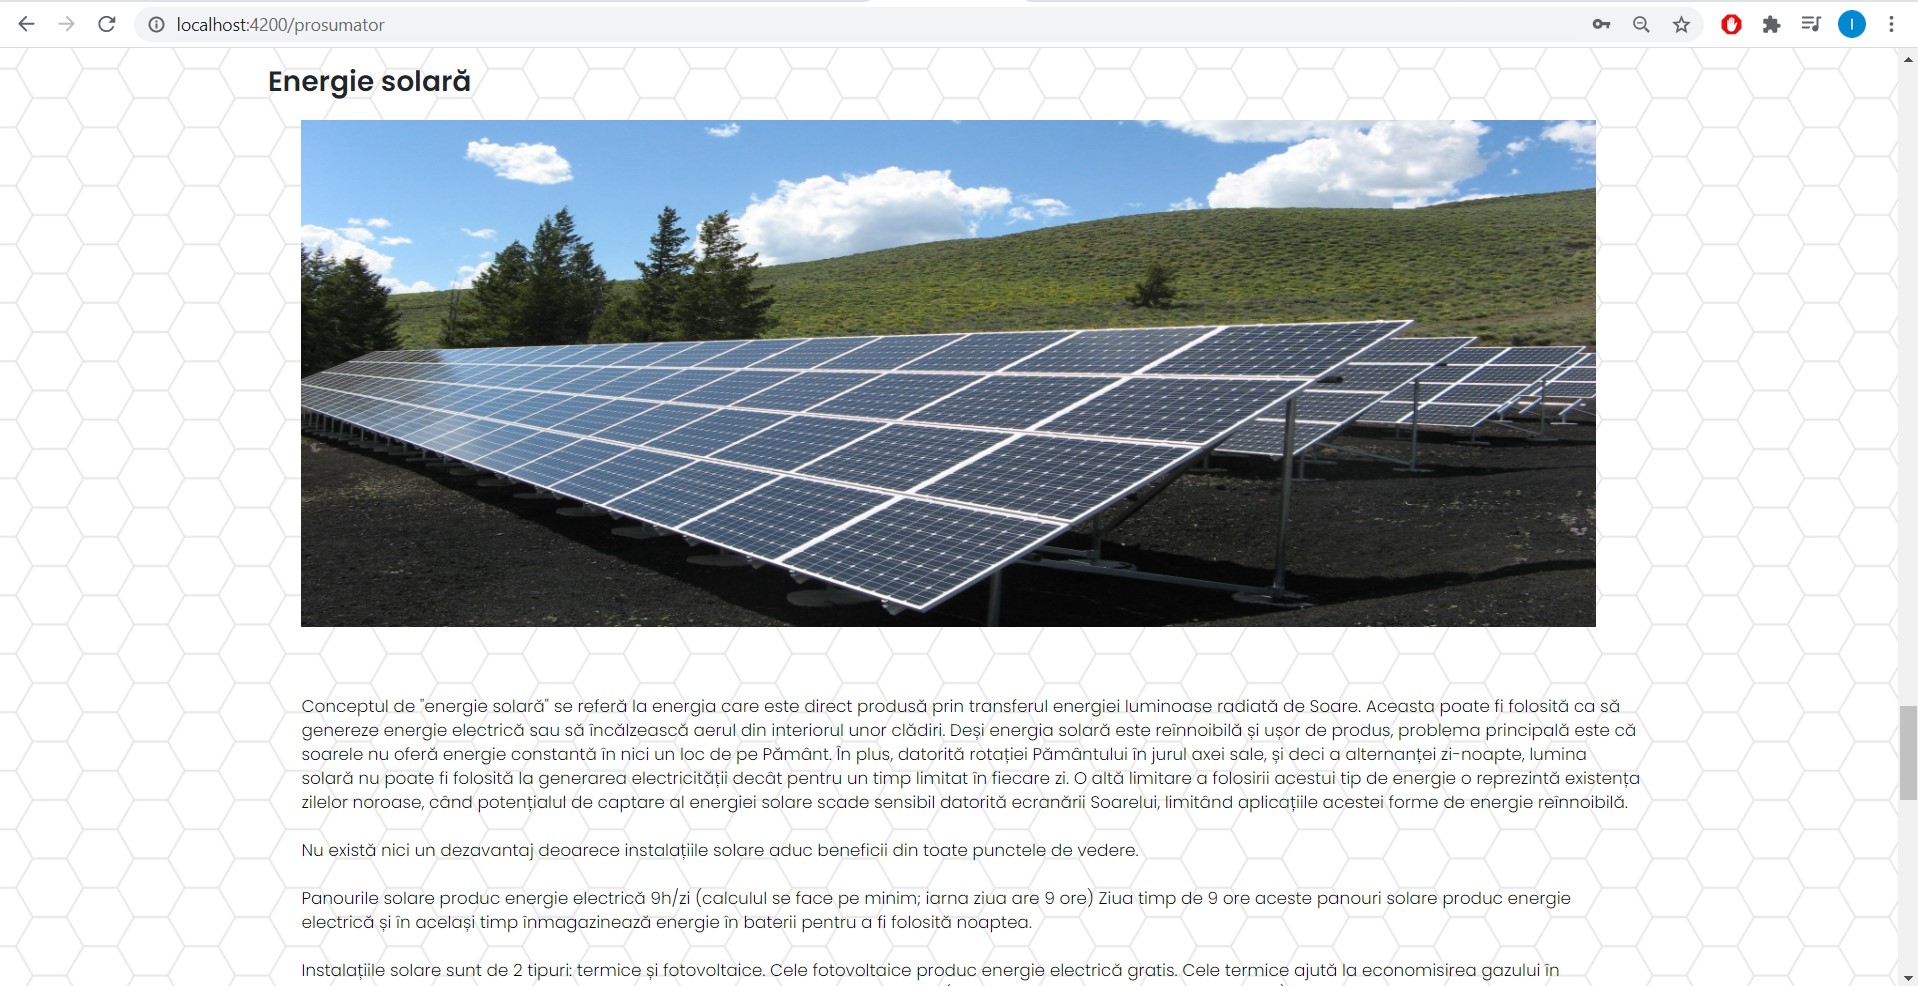 localhost:4200/prosumator
I
Energie solară
Conceptul de "energie solară" se referă la energia care este direct produsă prin transferul energiei luminoase radiată de Soare. Aceasta poate fi folosită ca să
genereze energie electrică sau să încălzească aerul din interiorul unor clădiri. Deși energia solară este reînnoibilă și ușor de produs, problema principală este că
soarele nu oferă energie constantă în nici un loc de pe Pământ. În plus, datorită rotației Pământului în jurul axei sale, și deci a alternanței zi-noapte, lumina
solară nu poate fi folosită la generarea electricității decât pentru un timp limitat în fiecare zi. O altă limitare a folosirii acestui tip de energie o reprezintă existența
zilelor noroase, când potențialul de captare al energiei solare scade sensibil datorită ecranării Soarelui, limitând aplicațiile acestei forme de energie reînnoibilă.
Nu există nici un dezavantaj deoarece instalațiile solare aduc beneficii din toate punctele de vedere.
Panourile solare produc energie electrică 9h/zi (calculul se face pe minim; iarna ziua are 9 ore) Ziua timp de 9 ore aceste panouri solare produc energie
electrică și în același timp înmagazinează energie în baterii pentru a fi folosită noaptea.
Instalațiile solare sunt de 2 tipuri: termice și fotovoltaice. Cele fotovoltaice produc energie electrică gratis. Cele termice ajută la economisirea gazului în